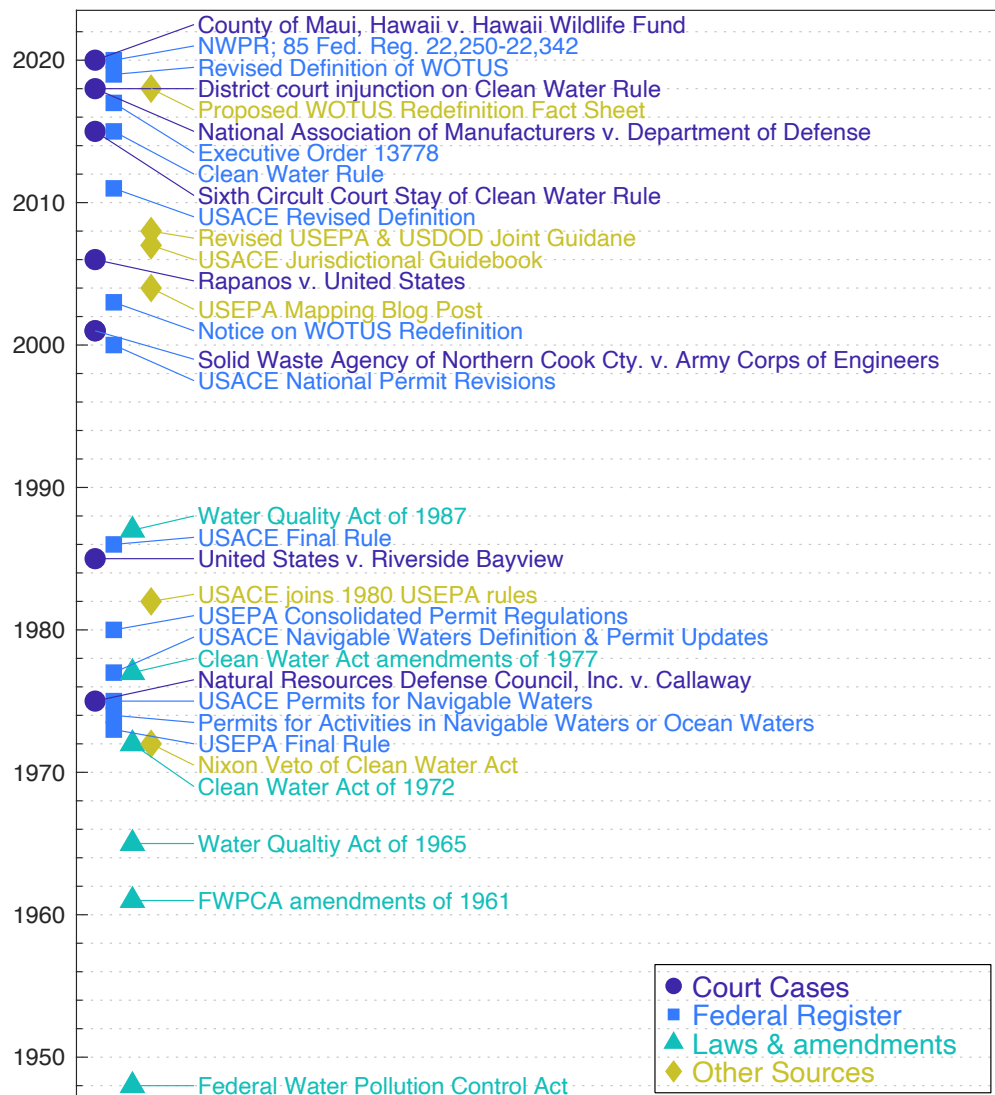 County of Maui, Hawaii v. Hawaii Wildlife Fund
NWPR; 85 Fed. Reg. 22,250-22,342
2020
Revised Definition of WOTUS
District court injunction on Clean Water Rule
Proposed WOTUS Redefinition Fact Sheet
National Association of Manufacturers v. Department of Defense
Executive Order 13778
Clean Water Rule
Sixth Circult Court Stay of Clean Water Rule
2010
USACE Revised Definition
Revised USEPA & USDOD Joint Guidane
USACE Jurisdictional Guidebook
Rapanos v. United States
USEPA Mapping Blog Post
Notice on WOTUS Redefinition
2000
Solid Waste Agency of Northern Cook Cty. v. Army Corps of Engineers
USACE National Permit Revisions
1990
Water Quality Act of 1987
USACE Final Rule
United States v. Riverside Bayview
USACE joins 1980 USEPA rules
USEPA Consolidated Permit Regulations
1980
USACE Navigable Waters Definition & Permit Updates
Clean Water Act amendments of 1977
Natural Resources Defense Council, Inc. v. Callaway
USACE Permits for Navigable Waters
Permits for Activities in Navigable Waters or Ocean Waters
USEPA Final Rule
Nixon Veto of Clean Water Act
1970
Clean Water Act of 1972
Water Qualtiy Act of 1965
FWPCA amendments of 1961
1960
1950
Federal Water Pollution Control Act
Court Cases
Federal Register
Laws & amendments
Other Sources